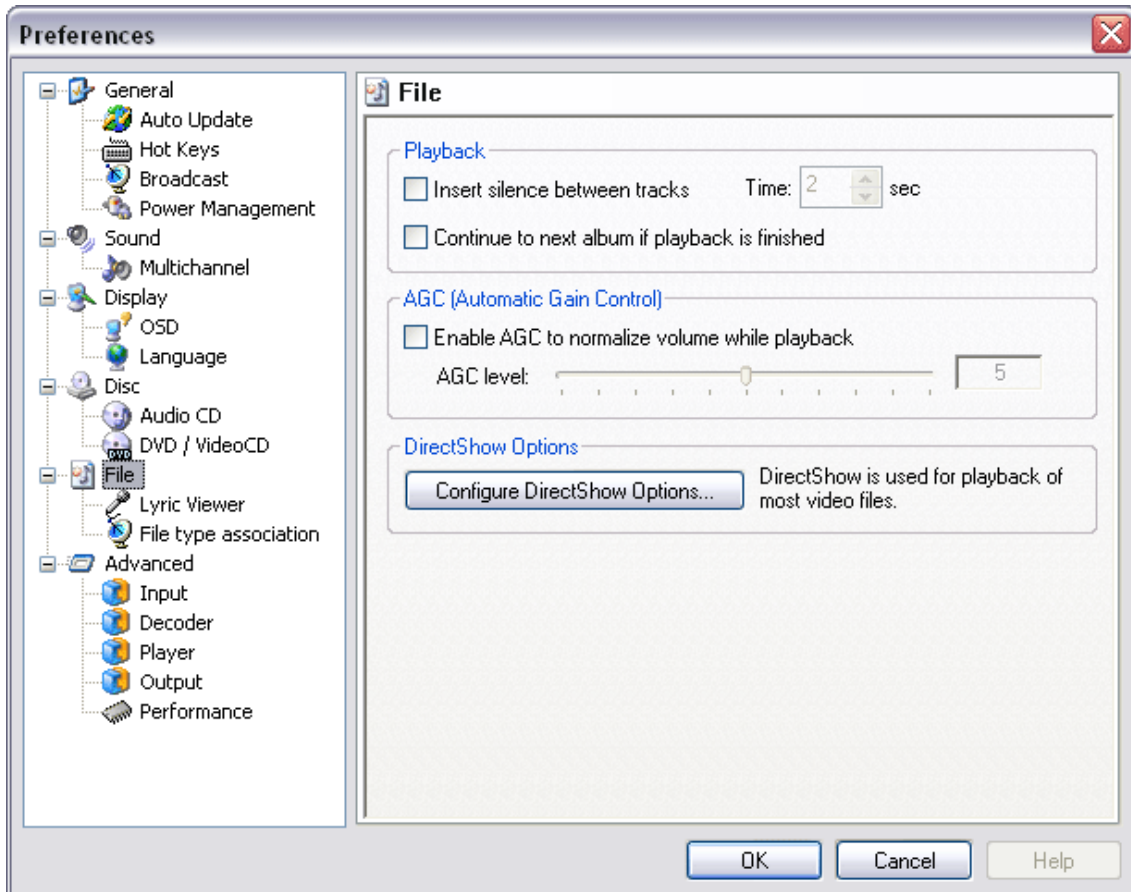 Preferences
General
Auto Update
Hot Keys
Broadcast
Power Management
Sound
Multichannel
Display
OSD
Language
Disc
Audio CD
DVD / VideoCD
File
Lyric Viewer
File type association
Advanced
Input
Decoder
Player
Output
Performance
File
Playback
Insert silence between tracks Time: 2 sec
Continue to next album if playback is finished
AGC (Automatic Gain Control)
Enable AGC to normalize volume while playback
AGC level: 5
DirectShow Options
Configure DirectShow Options... DirectShow is used for playback of
most video files.
OK Cancel Help